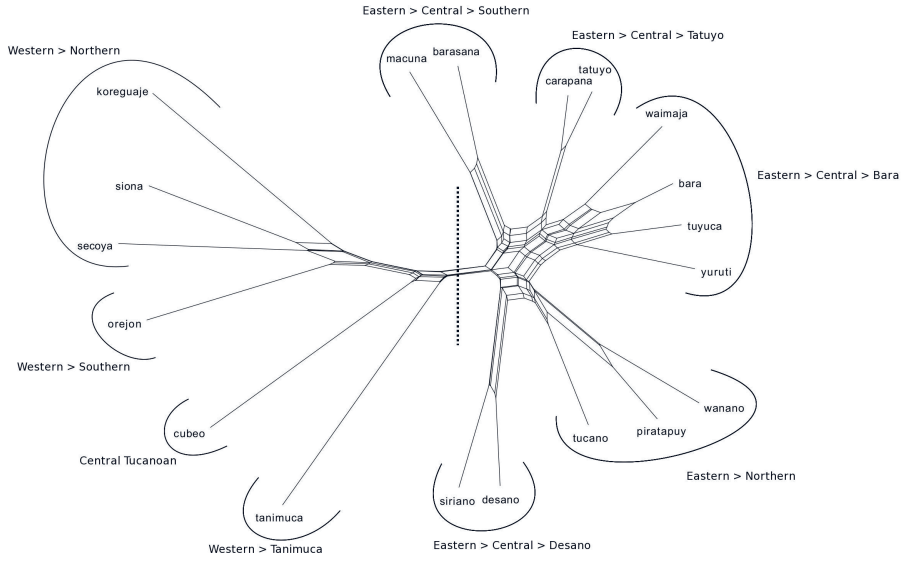 Eastern > Central > Southern
Eastern > Central > Tatuyo
Western > Northern
macuna
barasana
tatuyo
carapana
koreguaje
waimaja
Eastern > Central > Bara
siona
bara
tuyuca
secoya
yuruti
orejon
Western > Southern
wanano
cubeo
piratapuy
tucano
Central Tucanoan
Eastern > Northern
siriano
desano
tanimuca
Western > Tanimuca
Eastern > Central > Desano